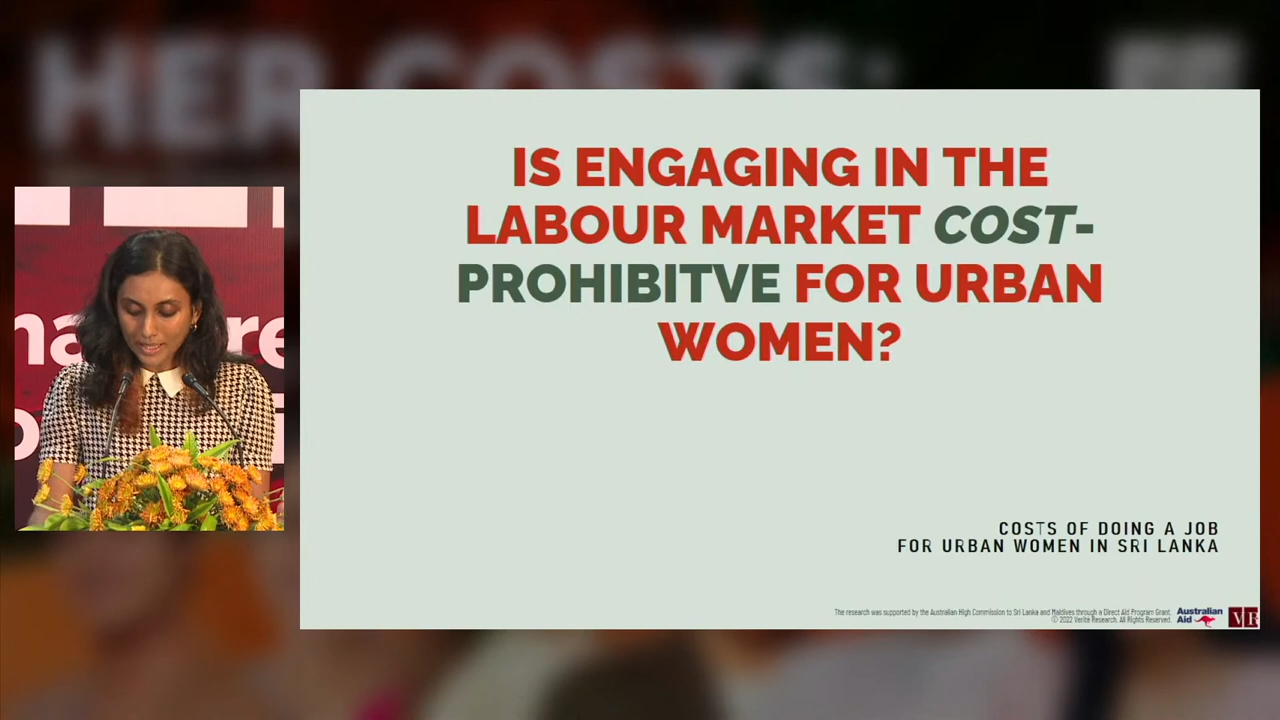 HER COSTS:
IS ENGAGING IN THE
LABOUR MARKET COST-
PROHIBITVE FOR URBAN
WOMEN?
COSTS OF DOING A JOB
FOR URBAN WOMEN IN SRI LANKA
The research was supported by the Australian High Commission to Sri Lanka and Maldives through a Direct Aid Program Grant.
© 2022 Verité Research. All Rights Reserved.
Australian
Aid
VR